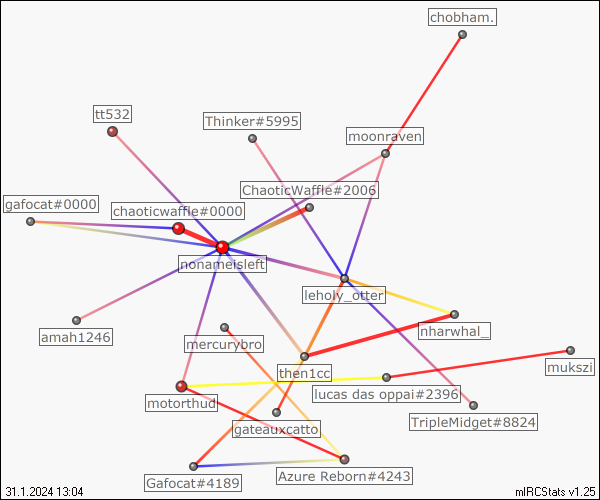 chobham.
tt532
Thinker#5995
moonraven
ChaoticWaffle#2006
gafocat#0000
chaoticwaffle#0000
nonameisleft
leholy_otter
amah1246
mercurybro
nharwhal_
then1cc
mukszi
lucas das oppai#2396
motorthud
gateauxcatto
TripleMidget#8824
Gafocat#4189
Azure Reborn#4243
31.1.2024 13:04
mIRCStats v1.25